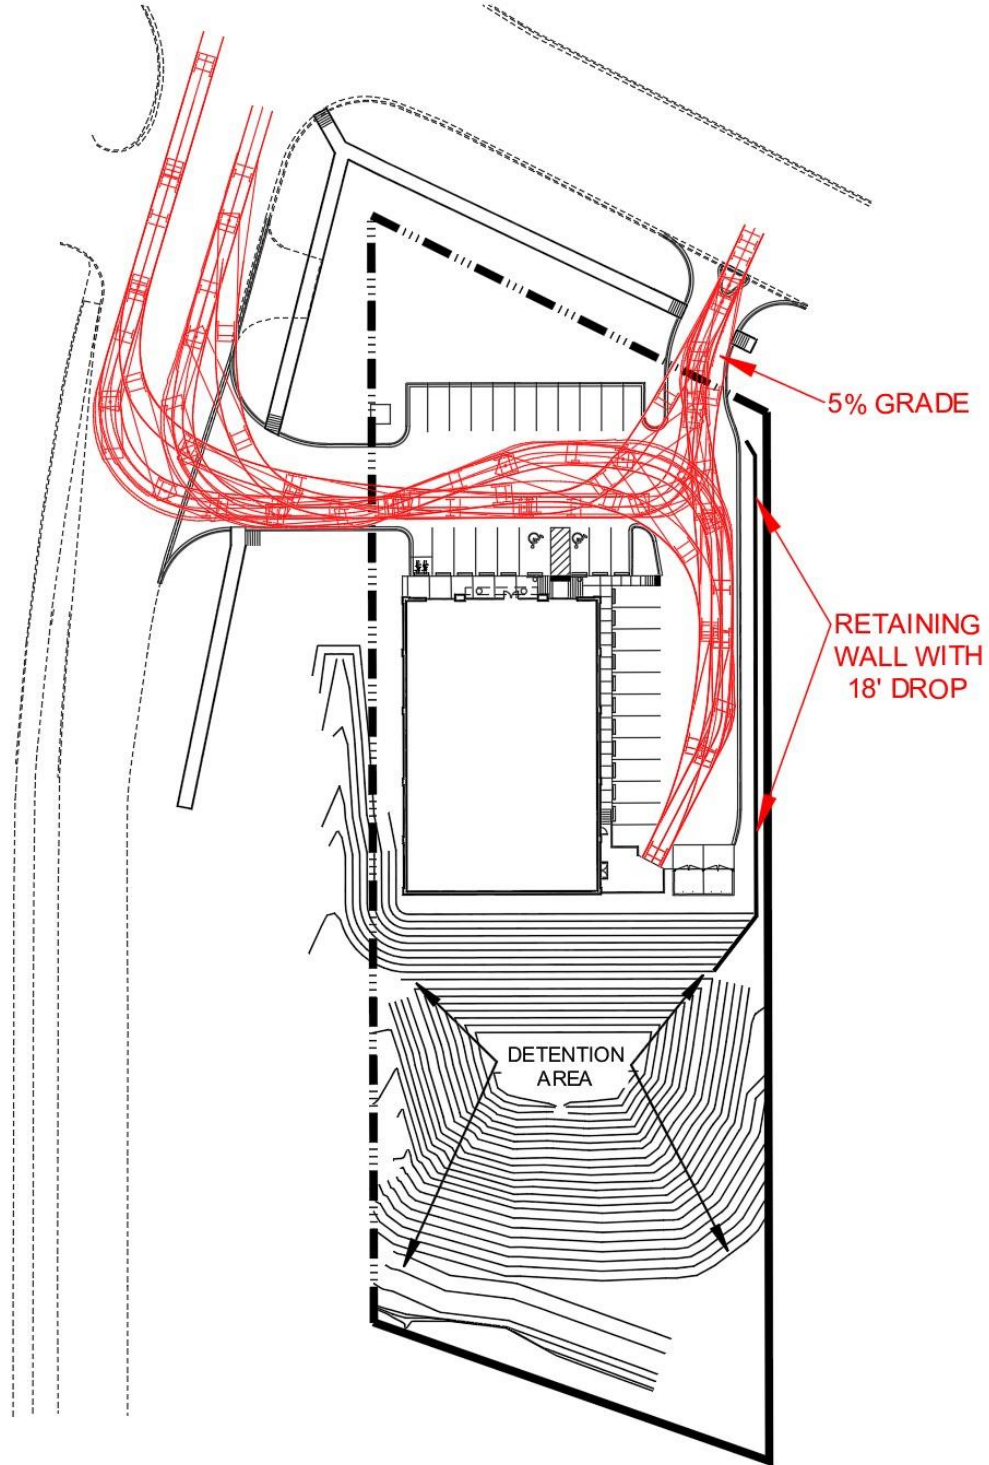 5% GRADE
RETAINING
WALL WITH
18' DROP
DETENTION
AREA